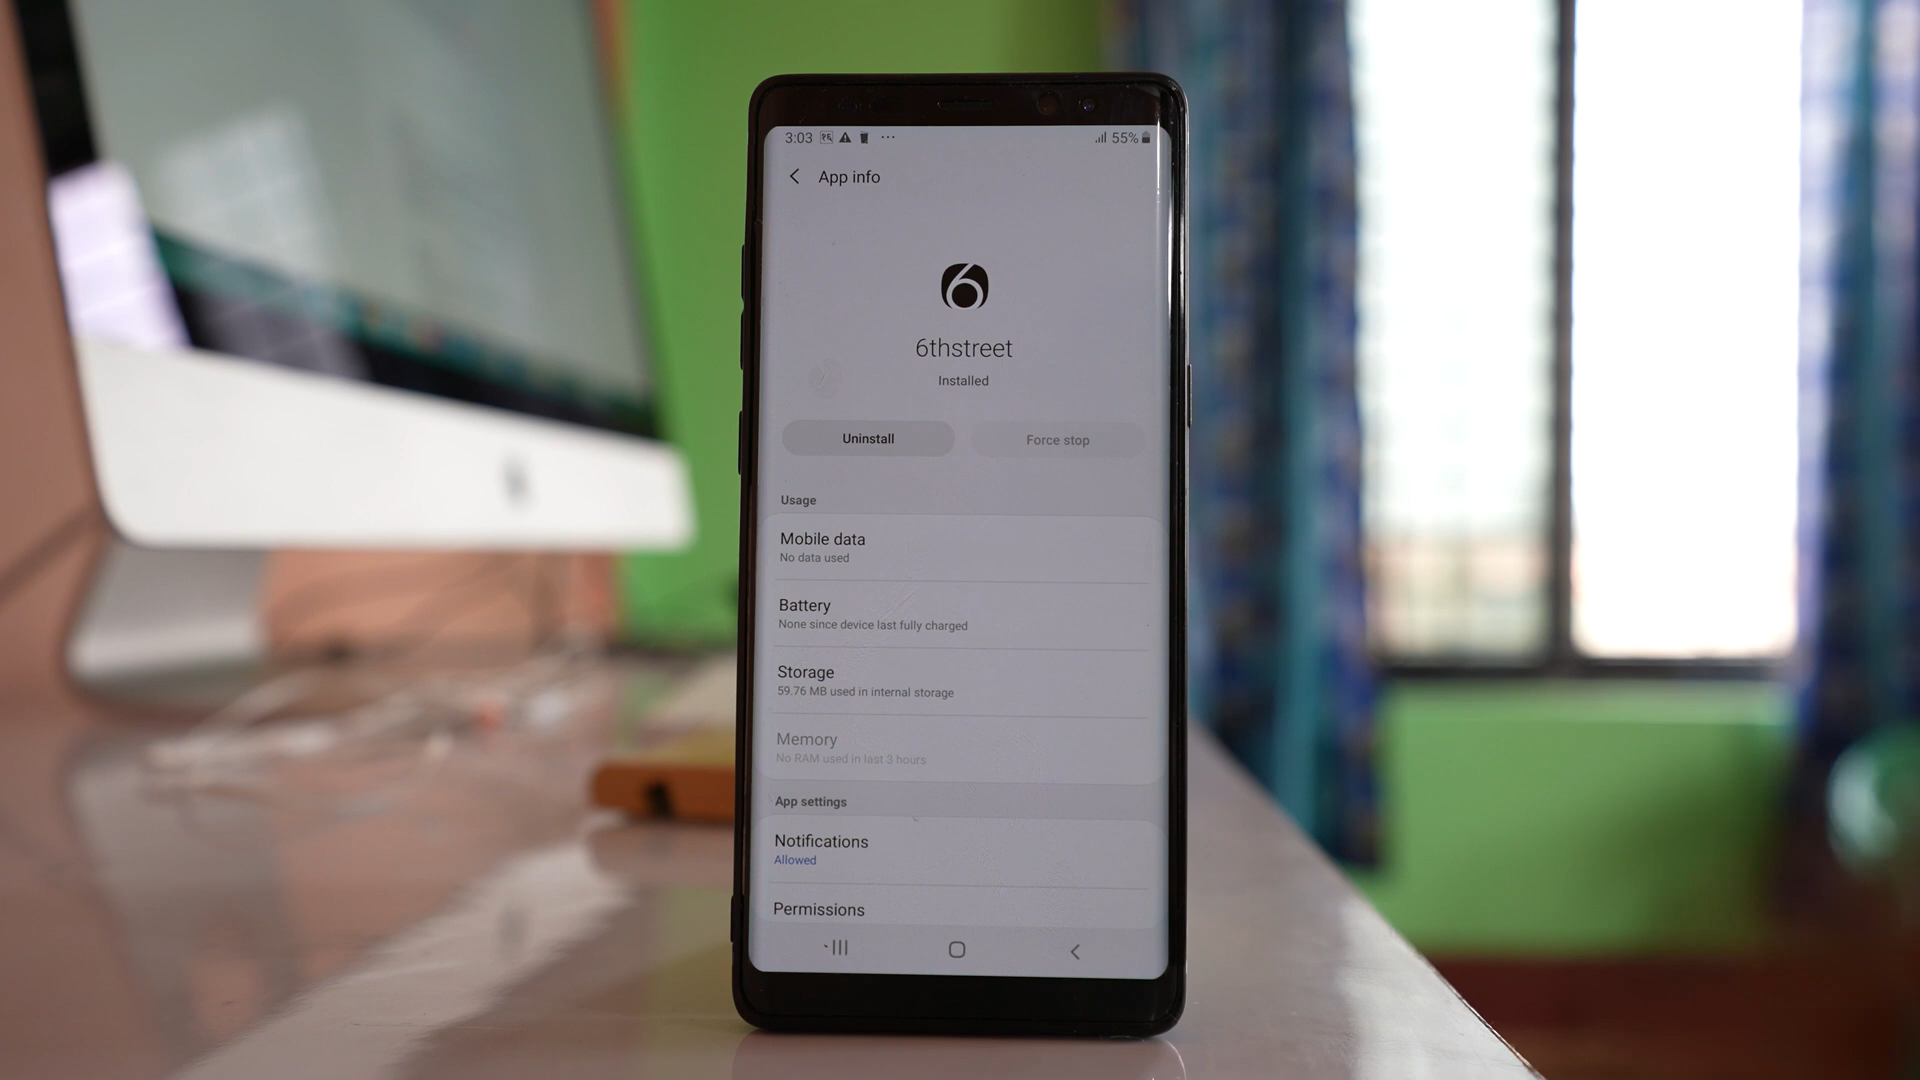 3:03 55%
App info
6
6thstreet
Installed
Uninstall Force stop
Usage
Mobile data
No data used
Battery
None since device last fully charged
Storage
59.76 MB used in internal storage
Memory
No RAM used in last 3 hours
App settings
Notifications
Allowed
Permissions